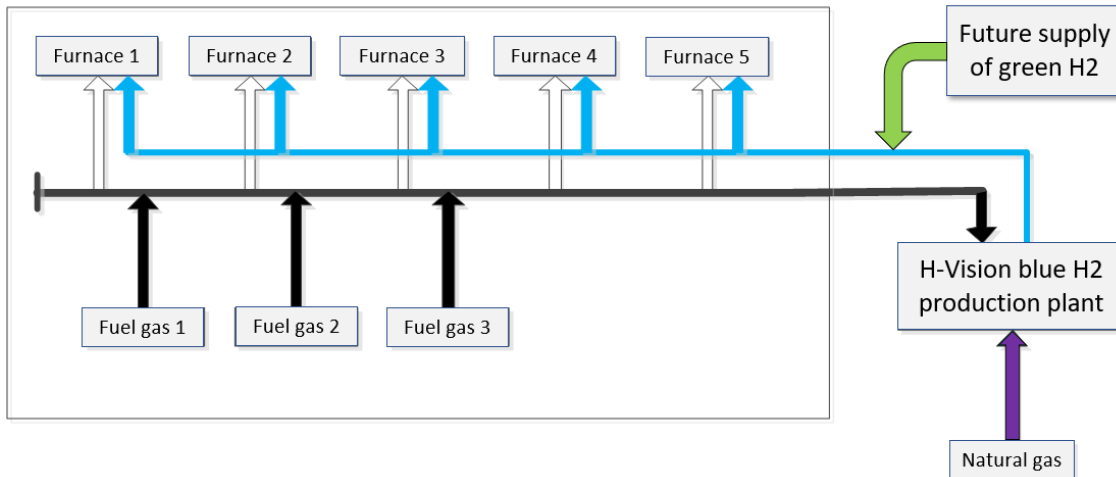 Furnace 1
Furnace 2
Furnace 3
Furnace 4
Furnace 5
Future supply
of green H2
H-Vision blue H2
production plant
Fuel gas 1
Fuel gas 2
Fuel gas 3
Natural gas